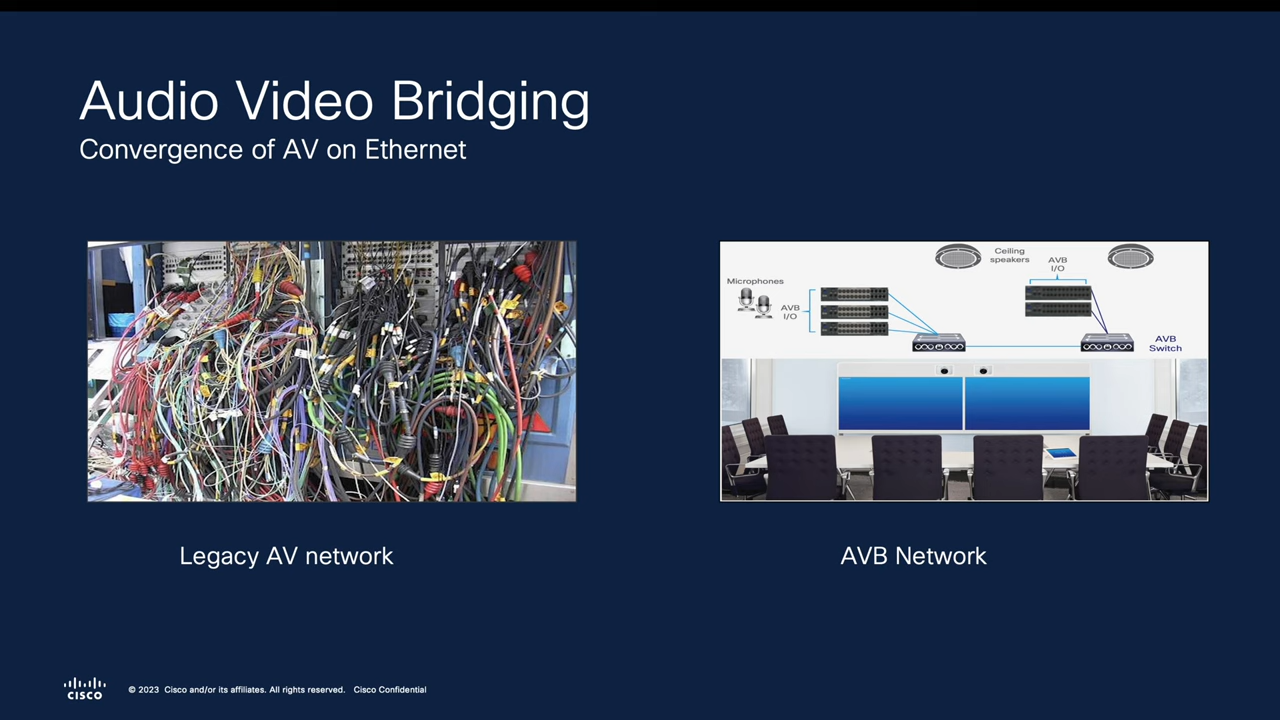 Audio Video Bridging
Convergence of AV on Ethernet
Ceiling
speakers
AVB
I/O
Microphones
AVB
I/O
AVB
Switch
Legacy AV network
AVB Network
CISCO
© 2023 Cisco and/or its affiliates. All rights reserved. Cisco Confidential